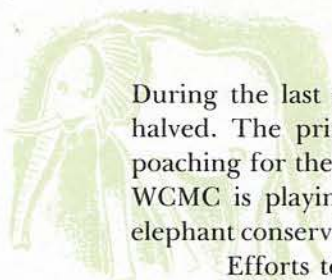 During the last
halved. The pri
poaching for the
WCMC is playin
elephant conserv
Efforts to